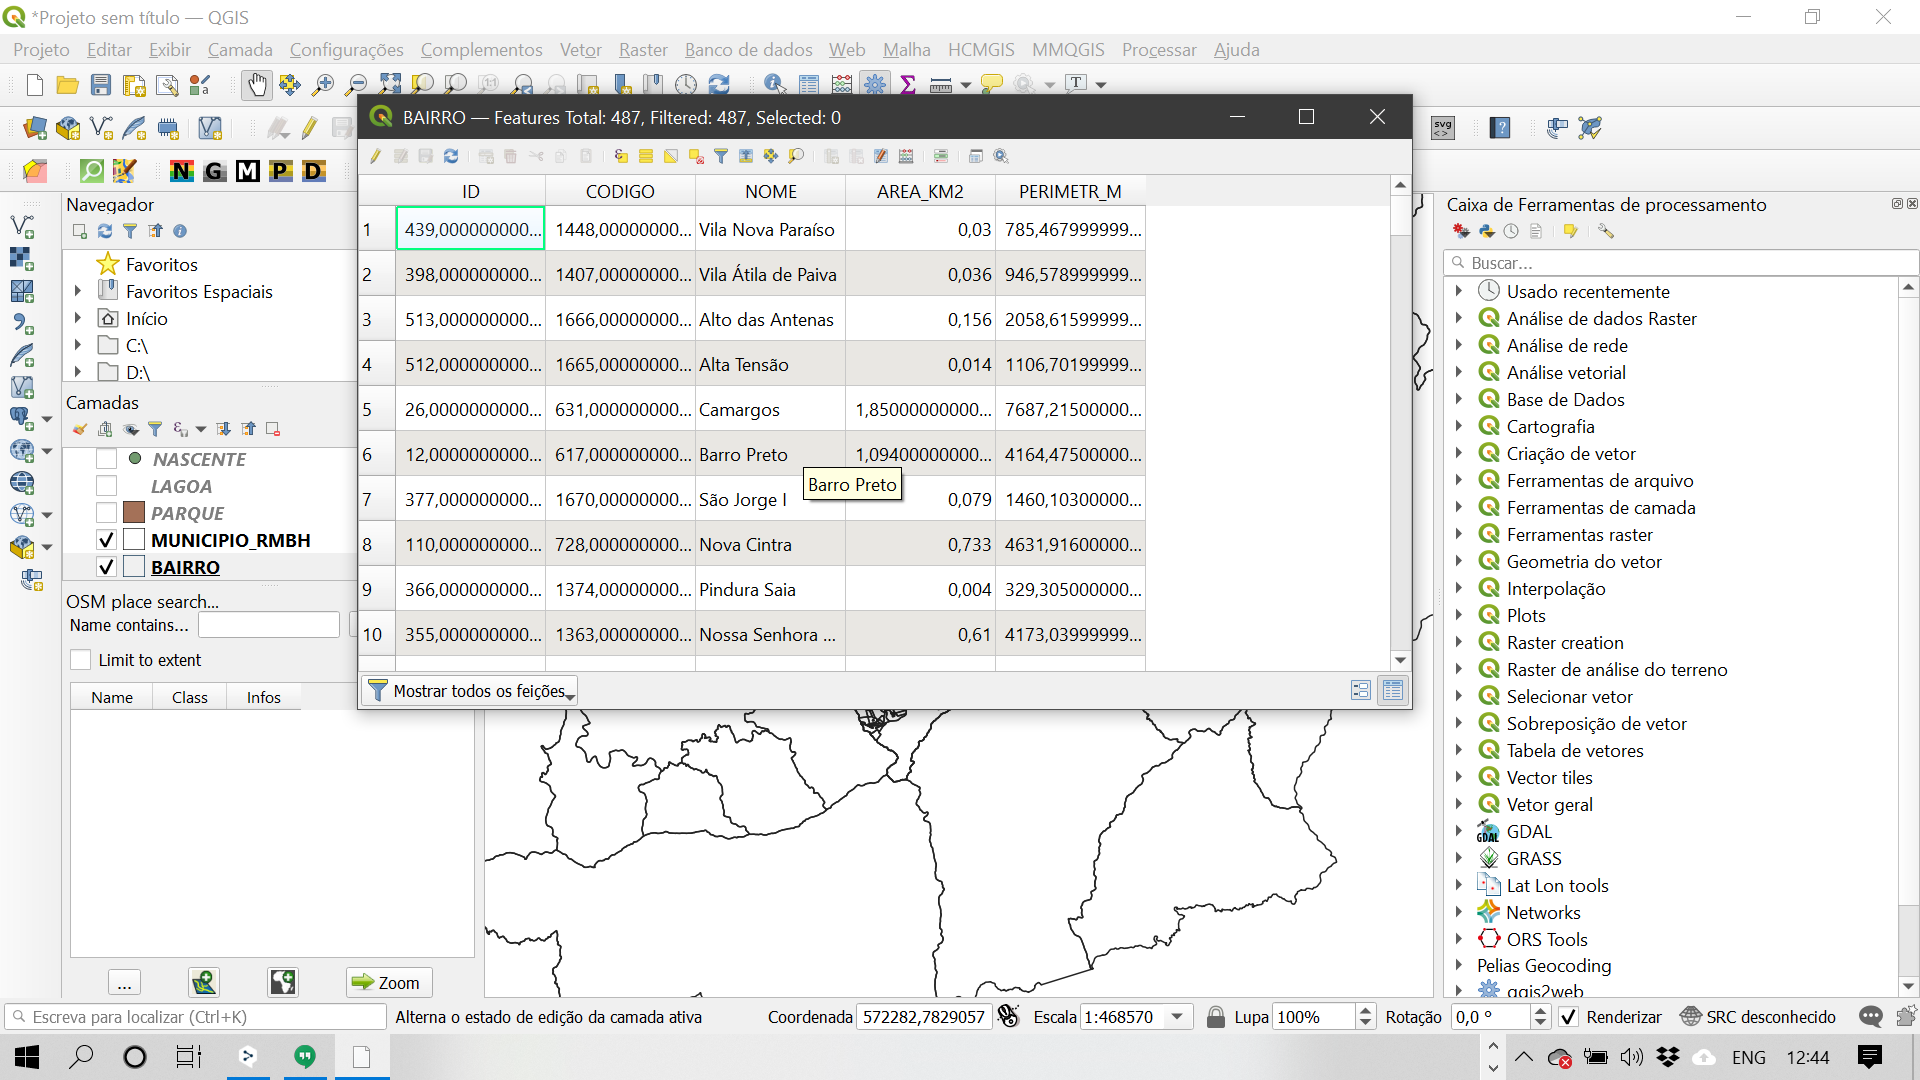 *Projeto sem título — QGIS
Projeto Editar Exibir Camada Configurações Complementos Vetor Raster Banco de dados Web Malha HCMGIS MMQGIS Processar Ajuda
BAIRRO — Features Total: 487, Filtered: 487, Selected: 0
svg
N G M P D
ID CODIGO NOME AREA_KM2 PERIMETR_M
1 439,000000000... 1448,00000000... Vila Nova Paraíso 0,03 785,467999999...
2 398,000000000... 1407,00000000... Vila Átila de Paiva 0,036 946,578999999...
3 513,000000000... 1666,00000000... Alto das Antenas 0,156 2058,61599999...
4 512,000000000... 1665,00000000... Alta Tensão 0,014 1106,70199999...
5 26,0000000000... 631,000000000... Camargos 1,85000000000... 7687,21500000...
6 12,0000000000... 617,000000000... Barro Preto 1,09400000000... 4164,47500000...
Barro Preto
7 377,000000000... 1670,00000000... São Jorge I 0,079 1460,10300000...
8 110,000000000... 728,000000000... Nova Cintra 0,733 4631,91600000...
9 366,000000000... 1374,00000000... Pindura Saia 0,004 329,305000000...
10 355,000000000... 1363,00000000... Nossa Senhora ... 0,61 4173,03999999...
Mostrar todos os feições
Navegador
Favoritos
Favoritos Espaciais
Início
C:\
D:\
Camadas
NASCENTE
LAGOA
PARQUE
MUNICIPIO_RMBH
BAIRRO
OSM place search...
Name contains...
Limit to extent
Name Class Infos
...
Zoom
Caixa de Ferramentas de processamento
Buscar...
Usado recentemente
Análise de dados Raster
Análise de rede
Análise vetorial
Base de Dados
Cartografia
Criação de vetor
Ferramentas de arquivo
Ferramentas de camada
Ferramentas raster
Geometria do vetor
Interpolação
Plots
Raster creation
Raster de análise do terreno
Selecionar vetor
Sobreposição de vetor
Tabela de vetores
Vector tiles
Vetor geral
GDAL GDAL
GRASS
Lat Lon tools
Networks
ORS Tools
Pelias Geocoding
qgis2web
Escreva para localizar (Ctrl+K) Alterna o estado de edição da camada ativa Coordenada 572282,7829057 Escala 1:468570 Lupa 100% Rotação 0,0 ° Renderizar SRC desconhecido
ENG 12:44